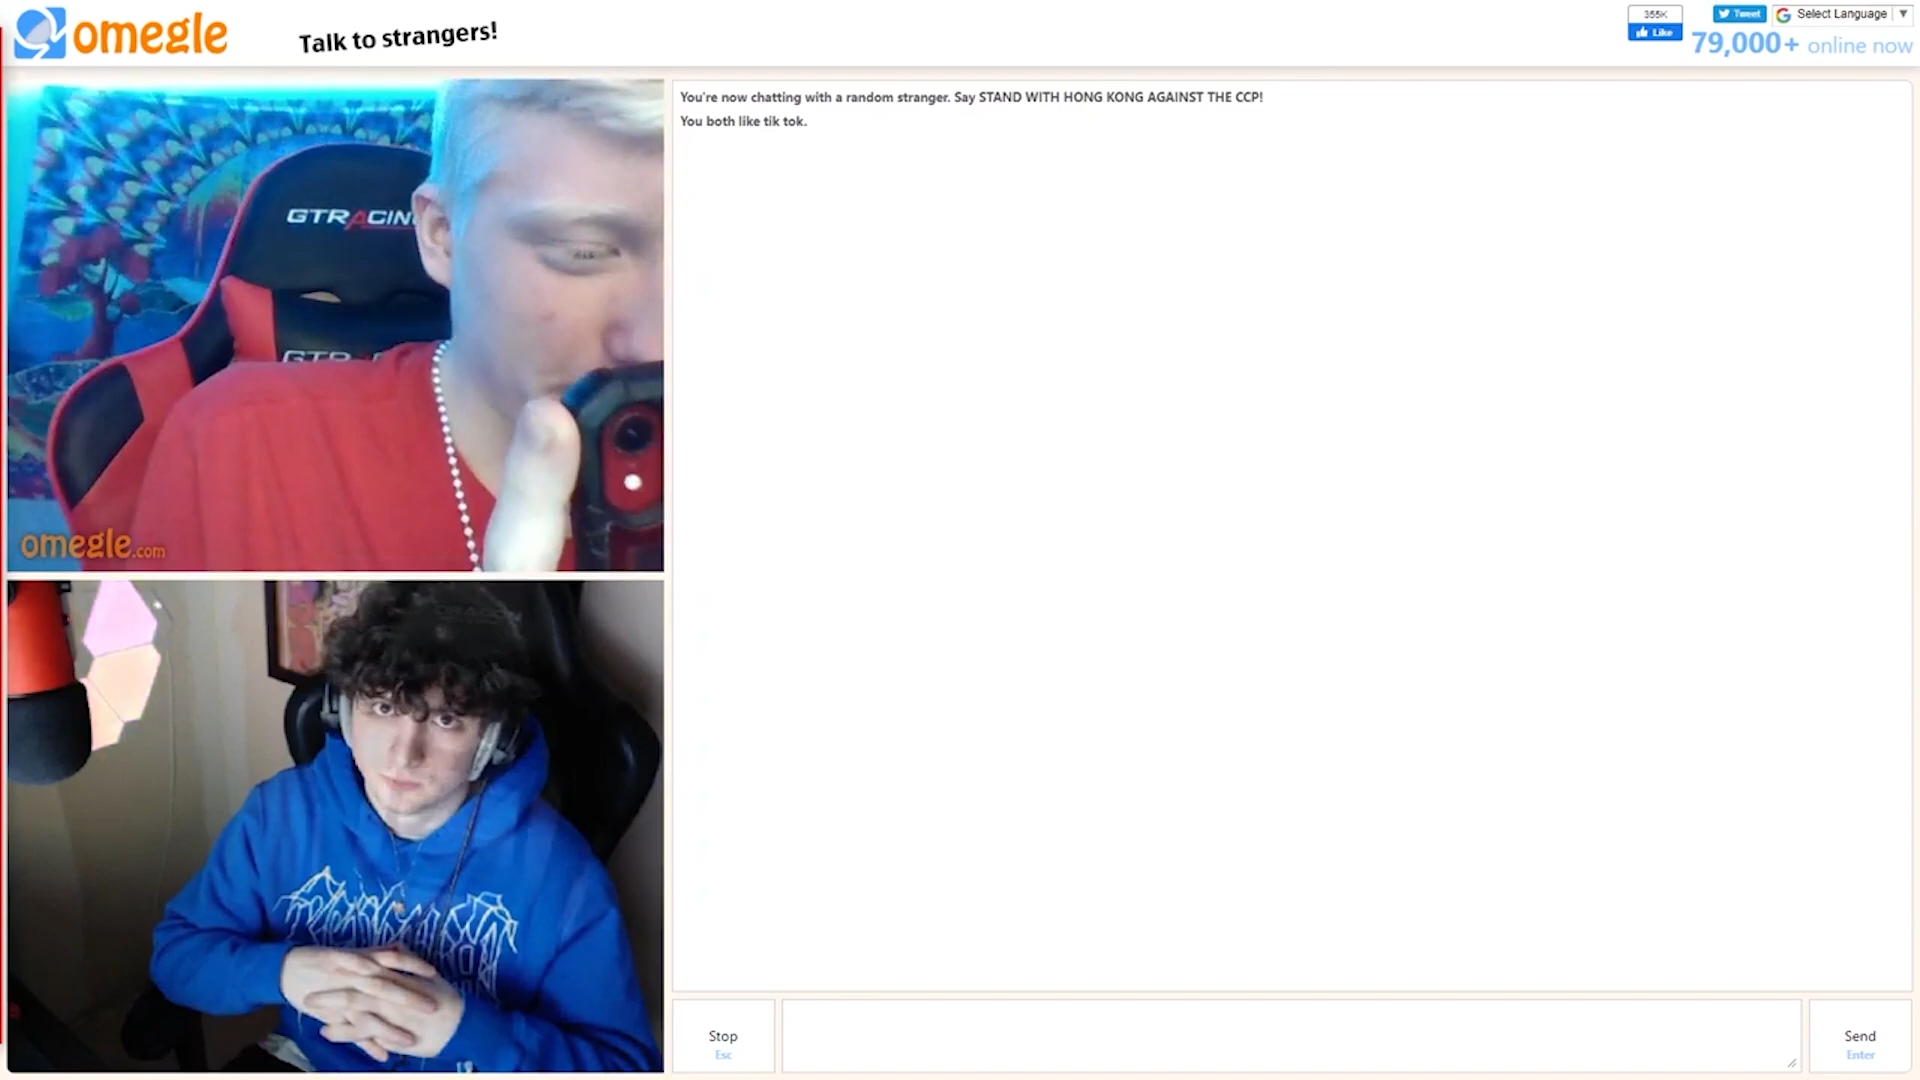 omegle
Talk to strangers!
355K
Like
Tweet
Select Language
79,000+ online now
You're now chatting with a random stranger. Say STAND WITH HONG KONG AGAINST THE CCP!
You both like tik tok.
GTRACIN
omegle.com
Stop
Esc
Send
Enter